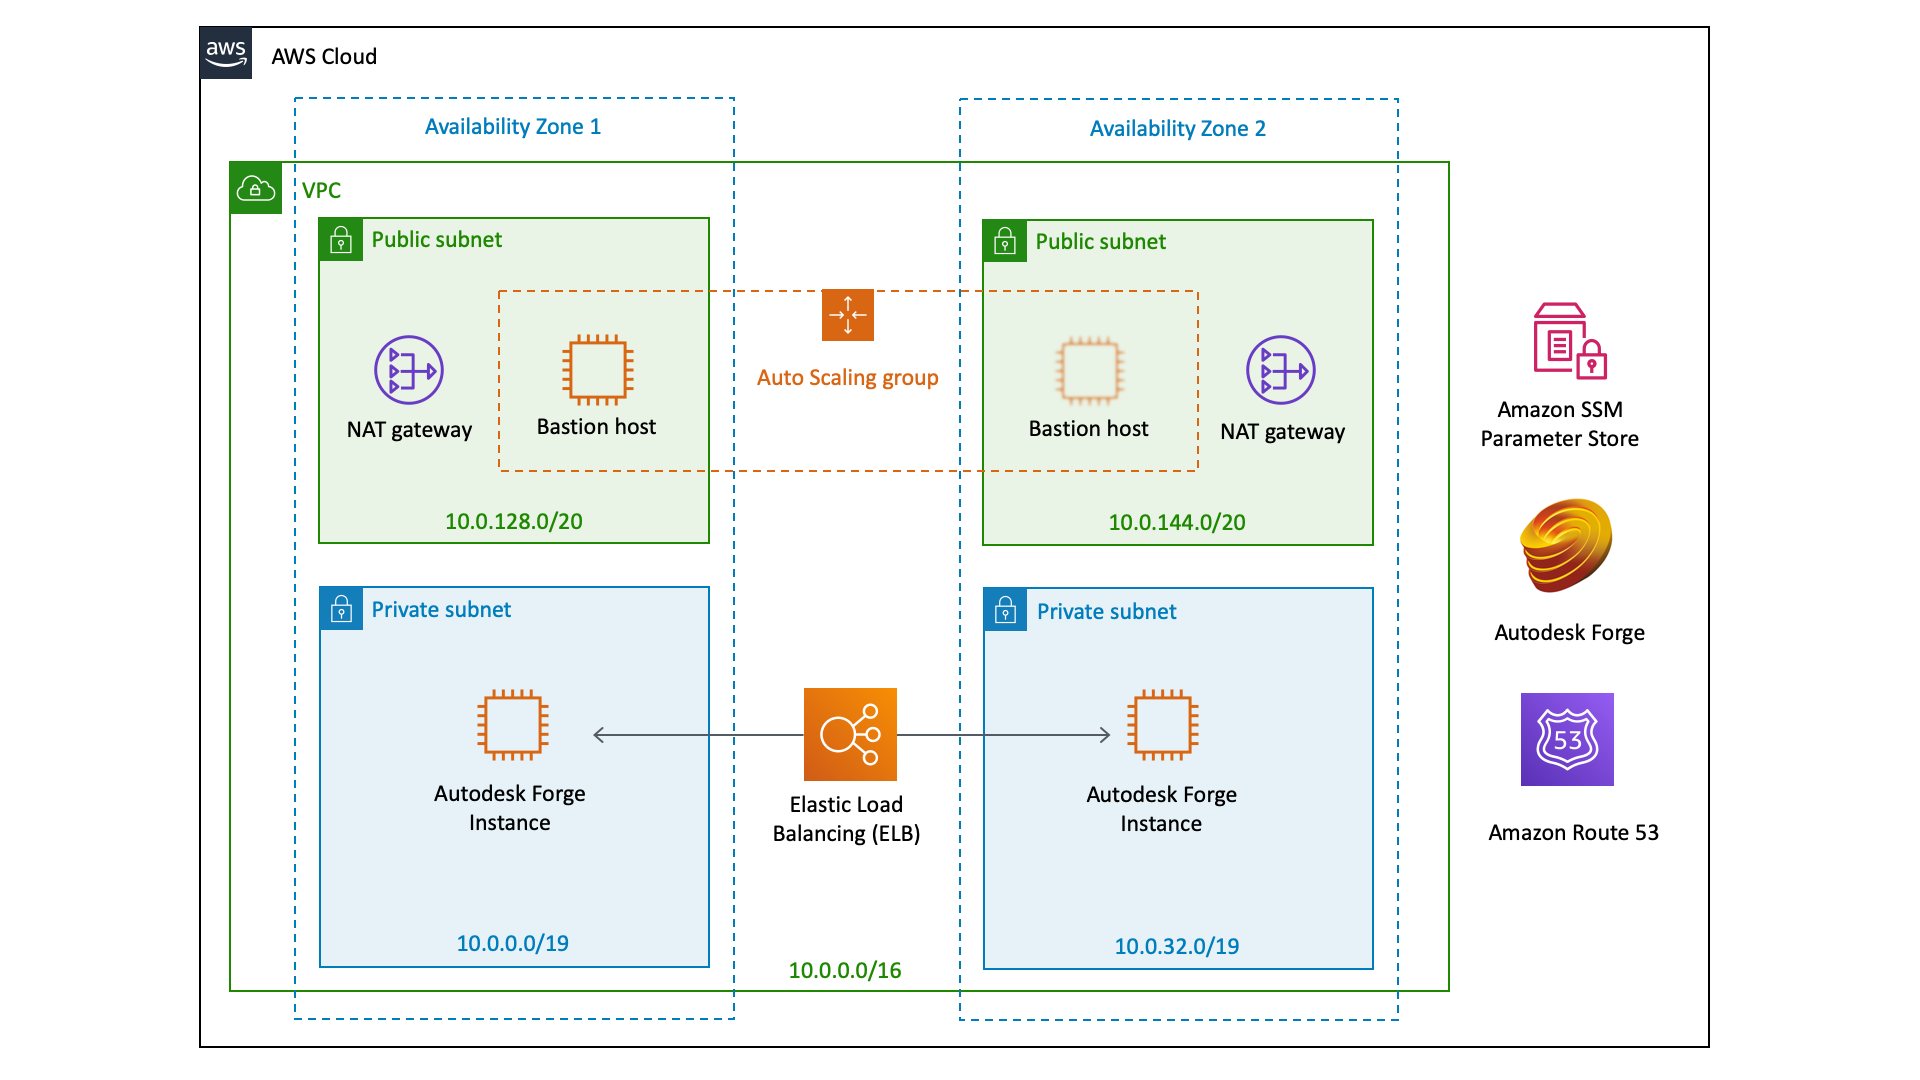 aws
AWS Cloud
Availability Zone 1
Availability Zone 2
VPC
Public subnet
Public subnet
Auto Scaling group
NAT gateway
Bastion host
Bastion host
NAT gateway
10.0.128.0/20
10.0.144.0/20
Private subnet
Private subnet
Autodesk Forge
Instance
Elastic Load
Balancing (ELB)
Autodesk Forge
Instance
10.0.0.0/19
10.0.32.0/19
10.0.0.0/16
Amazon SSM
Parameter Store
Autodesk Forge
53
Amazon Route 53